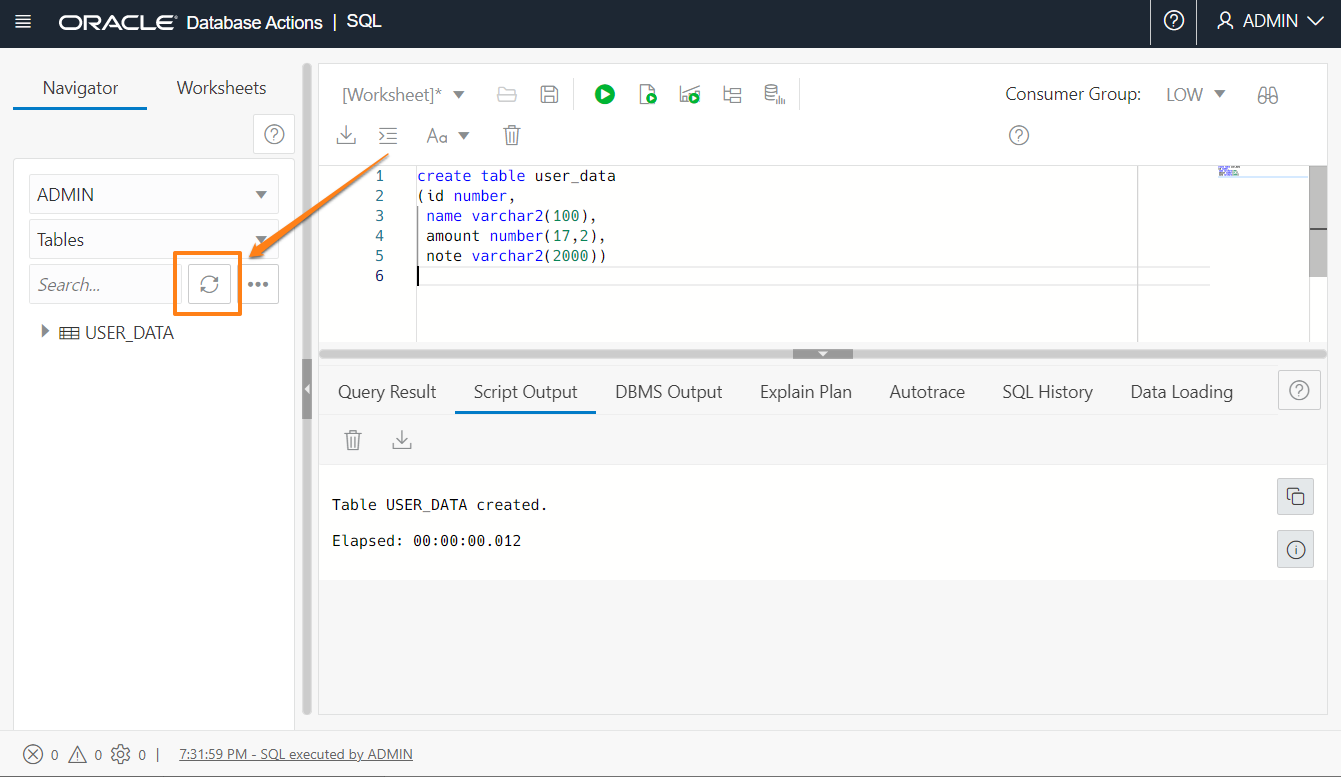 ORACLE® Database Actions | SQL
ADMIN
Navigator
Worksheets
ADMIN
Tables
Search...
USER_DATA
[Worksheet]*
Consumer Group: LOW
Aa
1 create table user_data
2 (id number,
3 name varchar2(100),
4 amount number(17,2),
5 note varchar2(2000))
6
Query Result
Script Output
DBMS Output
Explain Plan
Autotrace
SQL History
Data Loading
Table USER_DATA created.
Elapsed: 00:00:00.012
0 0 0 | 7:31:59 PM - SQL executed by ADMIN